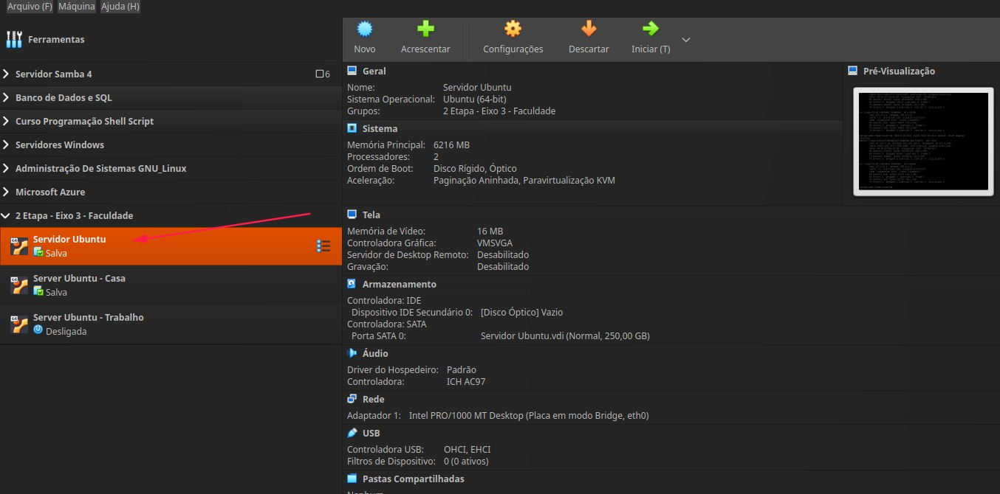 Arquivo (F) Máquina Ajuda (H)
Ferramentas
Novo Acrescentar Configurações Descartar Iniciar (T)
Servidor Samba 4 6
Banco de Dados e SQL
Curso Programação Shell Script
Servidores Windows
Administração De Sistemas GNU_Linux
Microsoft Azure
2 Etapa - Eixo 3 - Faculdade
Servidor Ubuntu
Salva
Server Ubuntu - Casa
Salva
Server Ubuntu - Trabalho
Desligada
Geral
Nome: Servidor Ubuntu
Sistema Operacional: Ubuntu (64-bit)
Grupos: 2 Etapa - Eixo 3 - Faculdade
Sistema
Memória Principal: 6216 MB
Processadores: 2
Ordem de Boot: Disco Rígido, Óptico
Aceleração: Paginação Aninhada, Paravirtualização KVM
Pré-Visualização
Tela
Memória de Vídeo: 16 MB
Controladora Gráfica: VMSVGA
Servidor de Desktop Remoto: Desabilitado
Gravação: Desabilitado
Armazenamento
Controladora: IDE
Dispositivo IDE Secundário 0: [Disco Óptico] Vazio
Controladora: SATA
Porta SATA 0: Servidor Ubuntu.vdi (Normal, 250,00 GB)
Áudio
Driver do Hospedeiro: Padrão
Controladora: ICH AC97
Rede
Adaptador 1: Intel PRO/1000 MT Desktop (Placa em modo Bridge, eth0)
USB
Controladora USB: OHCI, EHCI
Filtros de Dispositivo: 0 (0 ativos)
Pastas Compartilhadas